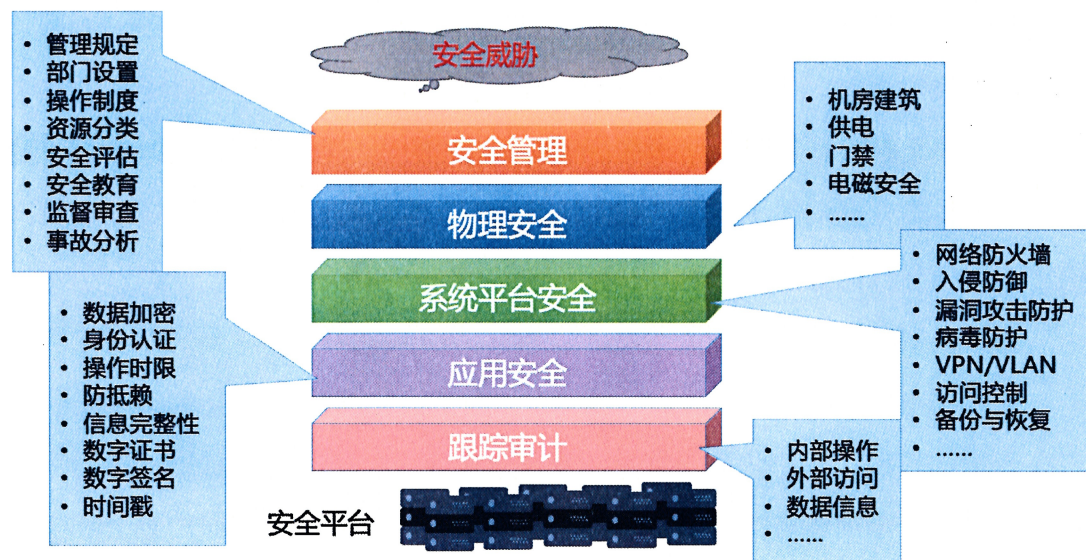 安全威胁
• 管理规定
• 部门设置
• 操作制度
• 资源分类
• 安全评估
• 安全教育
• 监督审查
• 事故分析
安全管理
• 机房建筑
• 供电
• 门禁
• 电磁安全
• ......
物理安全
• 网络防火墙
• 入侵防御
• 漏洞攻击防护
• 病毒防护
• VPN/VLAN
• 访问控制
• 备份与恢复
• ......
系统平台安全
• 数据加密
• 身份认证
• 操作时限
• 防抵赖
• 信息完整性
• 数字证书
• 数字签名
• 时间戳
应用安全
跟踪审计
• 内部操作
• 外部访问
• 数据信息
• ......
安全平台